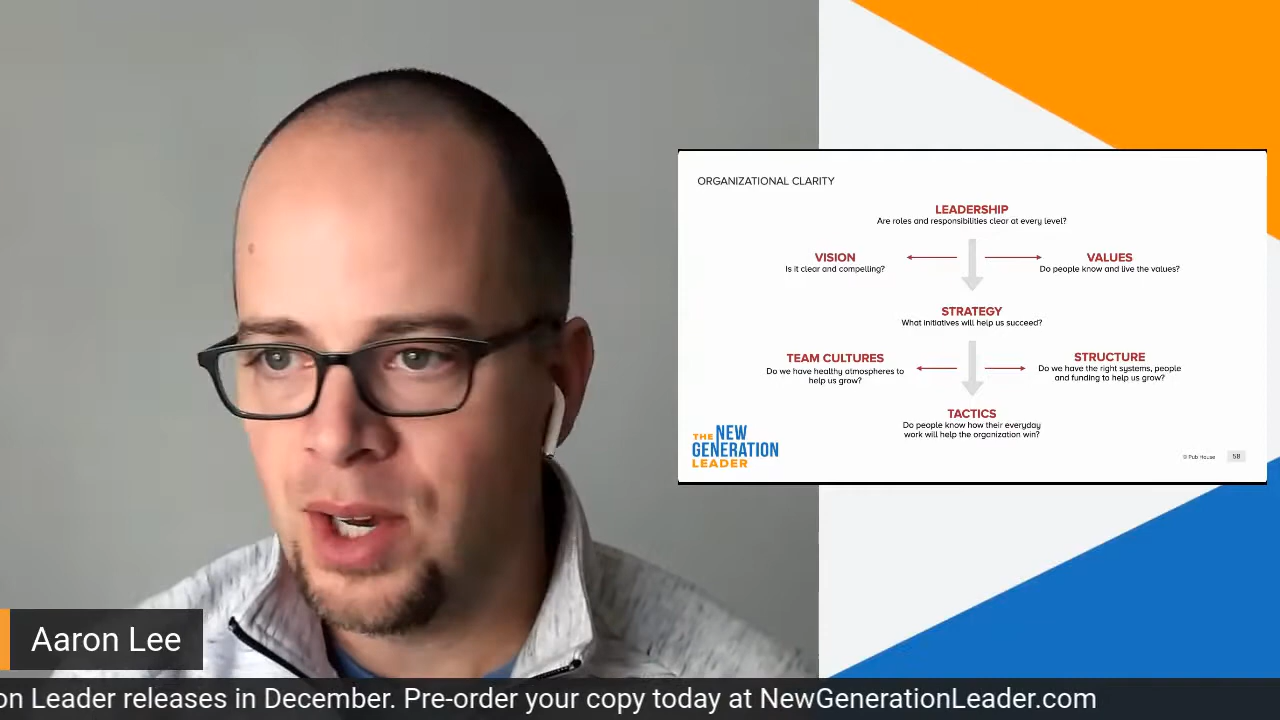 ORGANIZATIONAL CLARITY
LEADERSHIP
Are roles and responsibilities clear at every level?
VISION
Is it clear and compelling?
VALUES
Do people know and live the values?
STRATEGY
What initiatives will help us succeed?
TEAM CULTURES
Do we have healthy atmospheres to
help us grow?
STRUCTURE
Do we have the right systems, people
and funding to help us grow?
TACTICS
Do people know how their everyday
work will help the organization win?
THE NEW
GENERATION
LEADER
© Pub House 58
Aaron Lee
on Leader releases in December. Pre-order your copy today at NewGenerationLeader.com